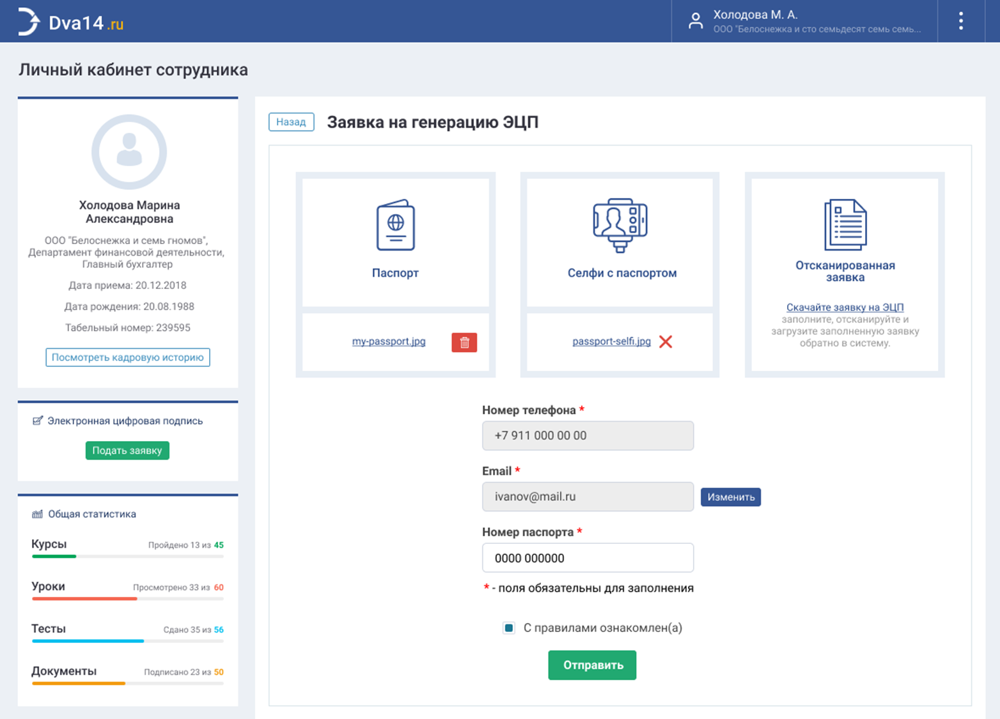 Dva14.ru
Холодова М. А.
ООО "Белоснежка и сто семьдесят семь семь...
Личный кабинет сотрудника
Холодова Марина
Александровна
ООО "Белоснежка и семь гномов",
Департамент финансовой деятельности,
Главный бухгалтер
Дата приема: 20.12.2018
Дата рождения: 20.08.1988
Табельный номер: 239595
Посмотреть кадровую историю
Электронная цифровая подпись
Подать заявку
Общая статистика
Курсы
Пройдено 13 из 45
Уроки
Просмотрено 33 из 60
Тесты
Сдано 35 из 56
Документы
Подписано 23 из 50
Назад
Заявка на генерацию ЭЦП
Паспорт
my-passport.jpg
Селфи с паспортом
passport-selfi.jpg
Отсканированная
заявка
Скачайте заявку на ЭЦП
заполните, отсканируйте и
загрузите заполненную заявку
обратно в систему.
Номер телефона *
+7 911 000 00 00
Email *
ivanov@mail.ru
Изменить
Номер паспорта *
0000 000000
* - поля обязательны для заполнения
С правилами ознакомлен(а)
Отправить